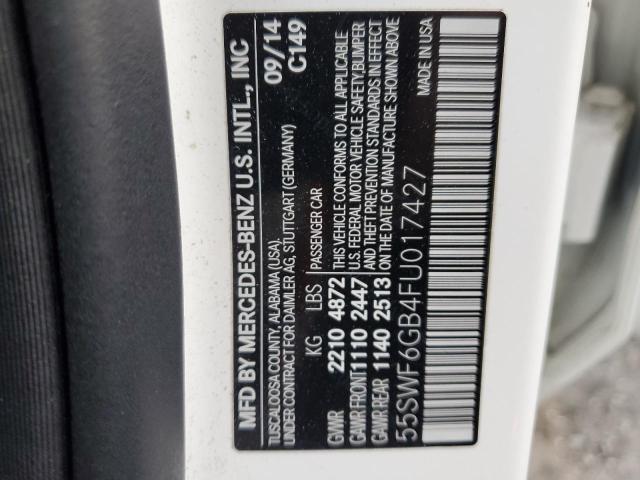 MFD BY MERCEDES-BENZ U.S. INTL., INC
TUSCALOOSA COUNTY, ALABAMA (USA),
UNDER CONTRACT FOR DAIMLER AG, STUTTGART (GERMANY)
09/14
C149
KG LBS PASSENGER CAR
GVWR 2210 4872
GAWR FRONT 1110 2447
GAWR REAR 1140 2513
THIS VEHICLE CONFORMS TO ALL APPLICABLE
U.S. FEDERAL MOTOR VEHICLE SAFETY, BUMPER
AND THEFT PREVENTION STANDARDS IN EFFECT
ON THE DATE OF MANUFACTURE SHOWN ABOVE
55SWF6GB4FU017427
MADE IN USA